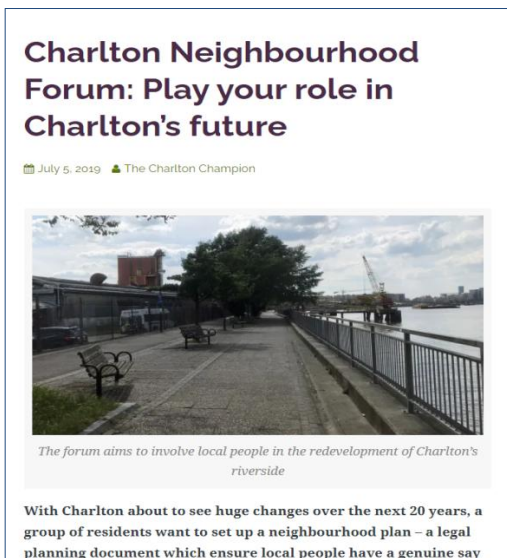 Charlton Neighbourhood
Forum: Play your role in
Charlton’s future
July 5, 2019 The Charlton Champion
The forum aims to involve local people in the redevelopment of Charlton’s
riverside
With Charlton about to see huge changes over the next 20 years, a
group of residents want to set up a neighbourhood plan – a legal
planning document which ensure local people have a genuine say